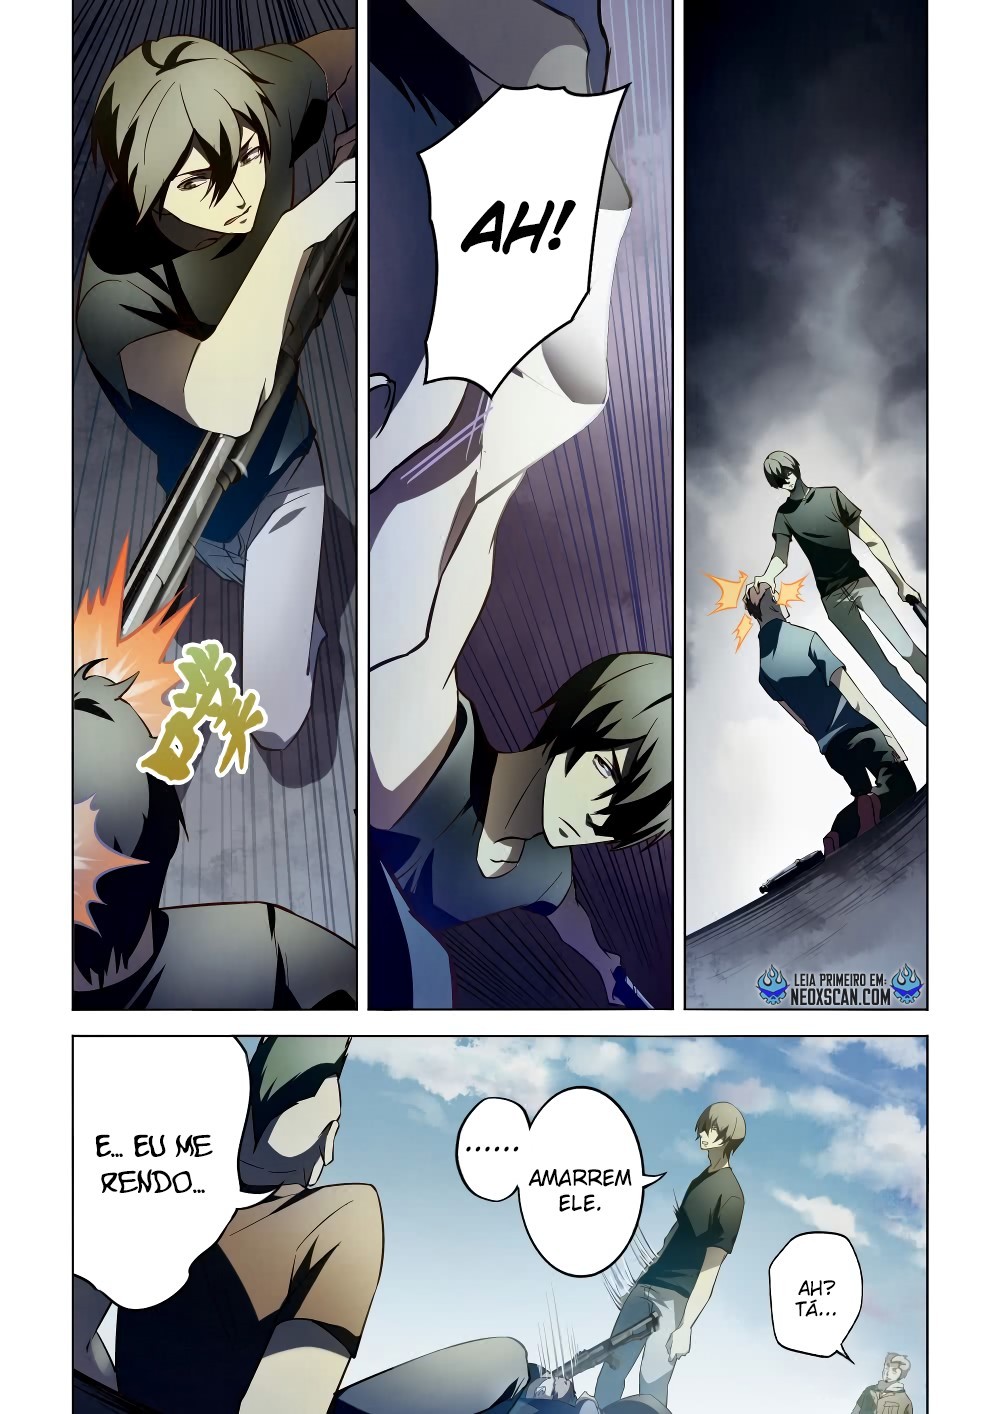 AH!
LEIA PRIMEIRO EM:
NEOXSCAN.COM
E... EU ME
RENDO...
......
AMARREM
ELE.
AH?
TÁ...